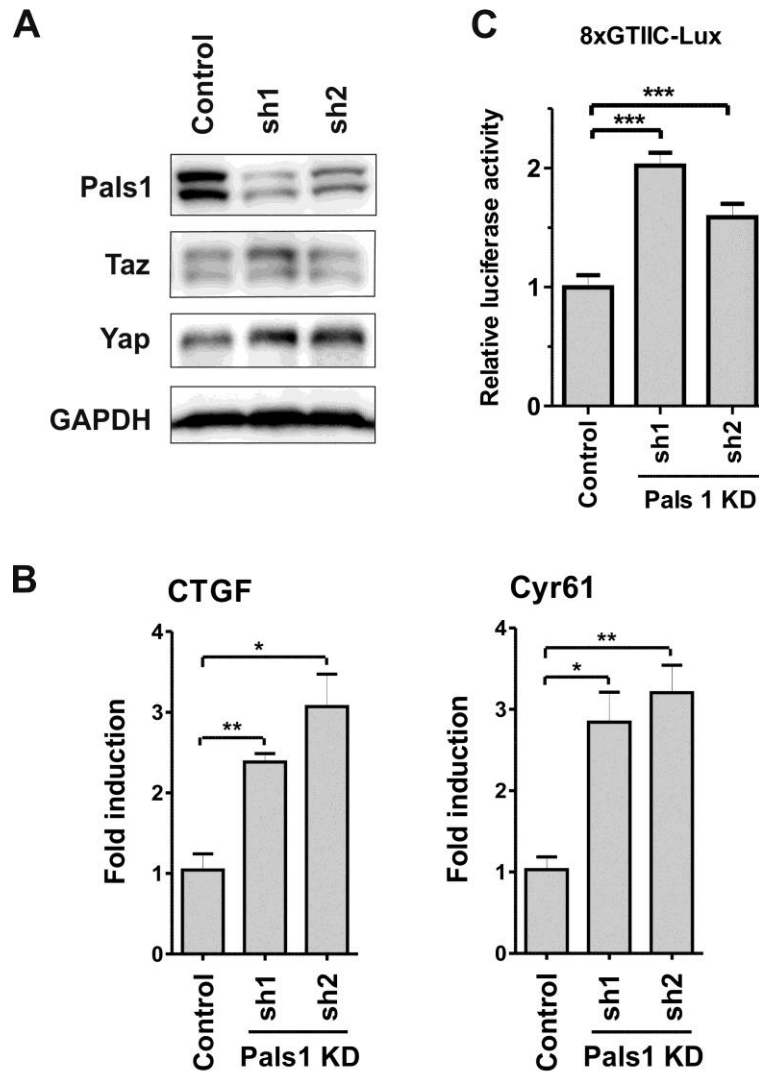 A
Control
sh1
sh2
Pals1
Taz
Yap
GAPDH
C
8xGTIIC-Lux
Relative luciferase activity
2
1
0
***
***
Control
sh1
sh2
Pals 1 KD
B
CTGF
Fold induction
4
3
2
1
0
*
**
Control
sh1
sh2
Pals1 KD
Cyr61
Fold induction
4
3
2
1
0
**
*
Control
sh1
sh2
Pals1 KD